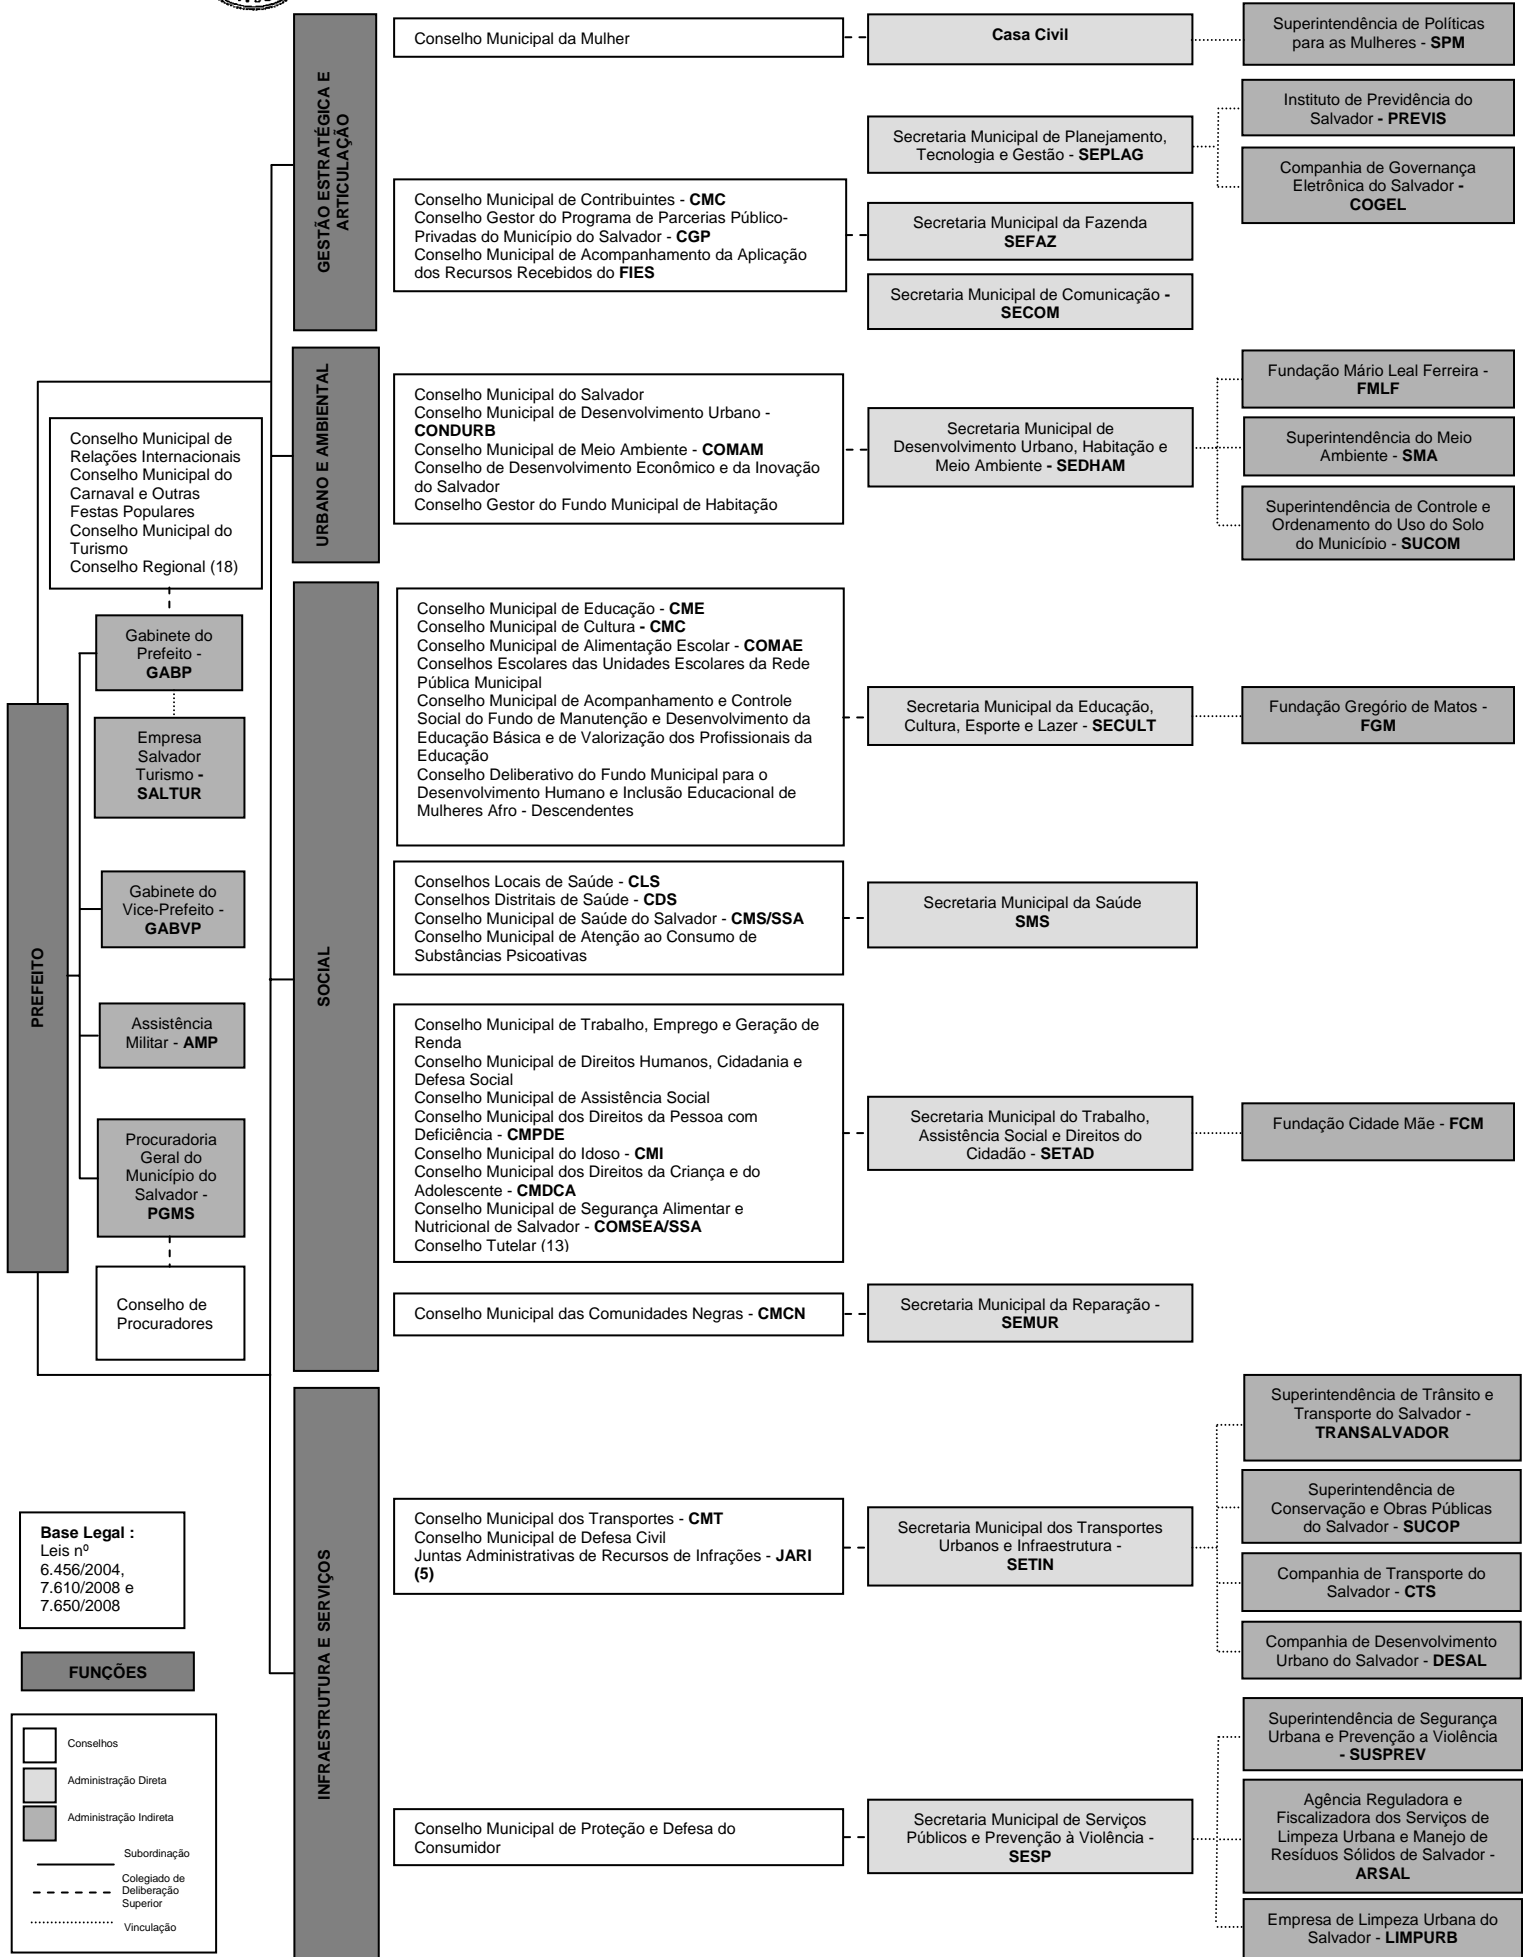 GESTÃO ESTRATÉGICA E
ARTICULAÇÃO
Conselho Municipal da Mulher
Casa Civil
Superintendência de Políticas
para as Mulheres - SPM
Secretaria Municipal de Planejamento,
Tecnologia e Gestão - SEPLAG
Instituto de Previdência do
Salvador - PREVIS
Companhia de Governança
Eletrônica do Salvador -
COGEL
Conselho Municipal de Contribuintes - CMC
Conselho Gestor do Programa de Parcerias Público-
Privadas do Município do Salvador - CGP
Conselho Municipal de Acompanhamento da Aplicação
dos Recursos Recebidos do FIES
Secretaria Municipal da Fazenda
SEFAZ
Secretaria Municipal de Comunicação -
SECOM
URBANO E AMBIENTAL
Conselho Municipal do Salvador
Conselho Municipal de Desenvolvimento Urbano -
CONDURB
Conselho Municipal de Meio Ambiente - COMAM
Conselho de Desenvolvimento Econômico e da Inovação
do Salvador
Conselho Gestor do Fundo Municipal de Habitação
Secretaria Municipal de
Desenvolvimento Urbano, Habitação e
Meio Ambiente - SEDHAM
Fundação Mário Leal Ferreira -
FMLF
Superintendência do Meio
Ambiente - SMA
Superintendência de Controle e
Ordenamento do Uso do Solo
do Município - SUCOM
Conselho Municipal de
Relações Internacionais
Conselho Municipal do
Carnaval e Outras
Festas Populares
Conselho Municipal do
Turismo
Conselho Regional (18)
Gabinete do
Prefeito -
GABP
Empresa
Salvador
Turismo -
SALTUR
Gabinete do
Vice-Prefeito -
GABVP
PREFEITO
Assistência
Militar - AMP
Procuradoria
Geral do
Município do
Salvador -
PGMS
Conselho de
Procuradores
SOCIAL
Conselho Municipal de Educação - CME
Conselho Municipal de Cultura - CMC
Conselho Municipal de Alimentação Escolar - COMAE
Conselhos Escolares das Unidades Escolares da Rede
Pública Municipal
Conselho Municipal de Acompanhamento e Controle
Social do Fundo de Manutenção e Desenvolvimento da
Educação Básica e de Valorização dos Profissionais da
Educação
Conselho Deliberativo do Fundo Municipal para o
Desenvolvimento Humano e Inclusão Educacional de
Mulheres Afro - Descendentes
Secretaria Municipal da Educação,
Cultura, Esporte e Lazer - SECULT
Fundação Gregório de Matos -
FGM
Conselhos Locais de Saúde - CLS
Conselhos Distritais de Saúde - CDS
Conselho Municipal de Saúde do Salvador - CMS/SSA
Conselho Municipal de Atenção ao Consumo de
Substâncias Psicoativas
Secretaria Municipal da Saúde
SMS
Conselho Municipal de Trabalho, Emprego e Geração de
Renda
Conselho Municipal de Direitos Humanos, Cidadania e
Defesa Social
Conselho Municipal de Assistência Social
Conselho Municipal dos Direitos da Pessoa com
Deficiência - CMPDE
Conselho Municipal do Idoso - CMI
Conselho Municipal dos Direitos da Criança e do
Adolescente - CMDCA
Conselho Municipal de Segurança Alimentar e
Nutricional de Salvador - COMSEA/SSA
Conselho Tutelar (13)
Secretaria Municipal do Trabalho,
Assistência Social e Direitos do
Cidadão - SETAD
Fundação Cidade Mãe - FCM
Conselho Municipal das Comunidades Negras - CMCN
Secretaria Municipal da Reparação -
SEMUR
INFRAESTRUTURA E SERVIÇOS
Conselho Municipal dos Transportes - CMT
Conselho Municipal de Defesa Civil
Juntas Administrativas de Recursos de Infrações - JARI
(5)
Secretaria Municipal dos Transportes
Urbanos e Infraestrutura -
SETIN
Superintendência de Trânsito e
Transporte do Salvador -
TRANSALVADOR
Superintendência de
Conservação e Obras Públicas
do Salvador - SUCOP
Companhia de Transporte do
Salvador - CTS
Companhia de Desenvolvimento
Urbano do Salvador - DESAL
Conselho Municipal de Proteção e Defesa do
Consumidor
Secretaria Municipal de Serviços
Públicos e Prevenção à Violência -
SESP
Superintendência de Segurança
Urbana e Prevenção a Violência
- SUSPREV
Agência Reguladora e
Fiscalizadora dos Serviços de
Limpeza Urbana e Manejo de
Resíduos Sólidos de Salvador -
ARSAL
Empresa de Limpeza Urbana do
Salvador - LIMPURB
Base Legal :
Leis nº
6.456/2004,
7.610/2008 e
7.650/2008
FUNÇÕES
Conselhos
Administração Direta
Administração Indireta
Subordinação
Colegiado de
Deliberação
Superior
Vinculação